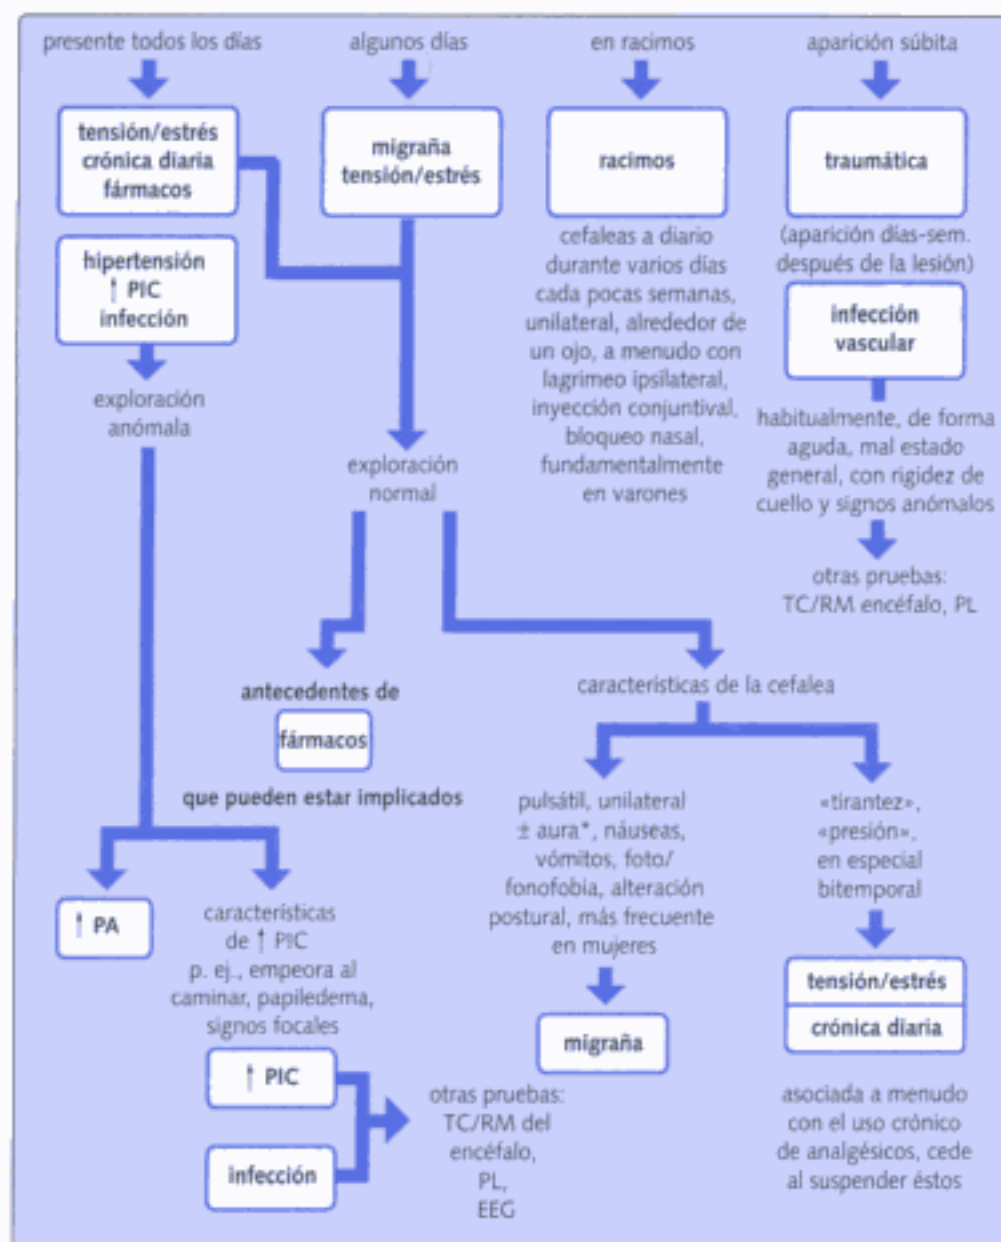 presente todos los días
algunos días
en racimos
aparición súbita
tensión/estrés
crónica diaria
fármacos
migraña
tensión/estrés
racimos
traumática
hipertensión
↑ PIC
infección
cefaleas a diario
durante varios días
cada pocas semanas,
unilateral, alrededor de
un ojo, a menudo con
lagrimeo ipsilateral,
inyección conjuntival,
bloqueo nasal,
fundamentalmente
en varones
(aparición días-sem.
después de la lesión)
infección
vascular
exploración
anómala
exploración
normal
habitualmente, de forma
aguda, mal estado
general, con rigidez de
cuello y signos anómalos
otras pruebas:
TC/RM encéfalo, PL
antecedentes de
fármacos
que pueden estar implicados
características de la cefalea
pulsátil, unilateral
± aura*, náuseas,
vómitos, foto/
fonofobia, alteración
postural, más frecuente
en mujeres
«tirantez»,
«presión»,
en especial
bitemporal
↑ PA
características
de ↑ PIC
p. ej., empeora al
caminar, papiledema,
signos focales
migraña
tensión/estrés
crónica diaria
↑ PIC
infección
otras pruebas:
TC/RM del
encéfalo,
PL,
EEG
asociada a menudo
con el uso crónico
de analgésicos, cede
al suspender éstos